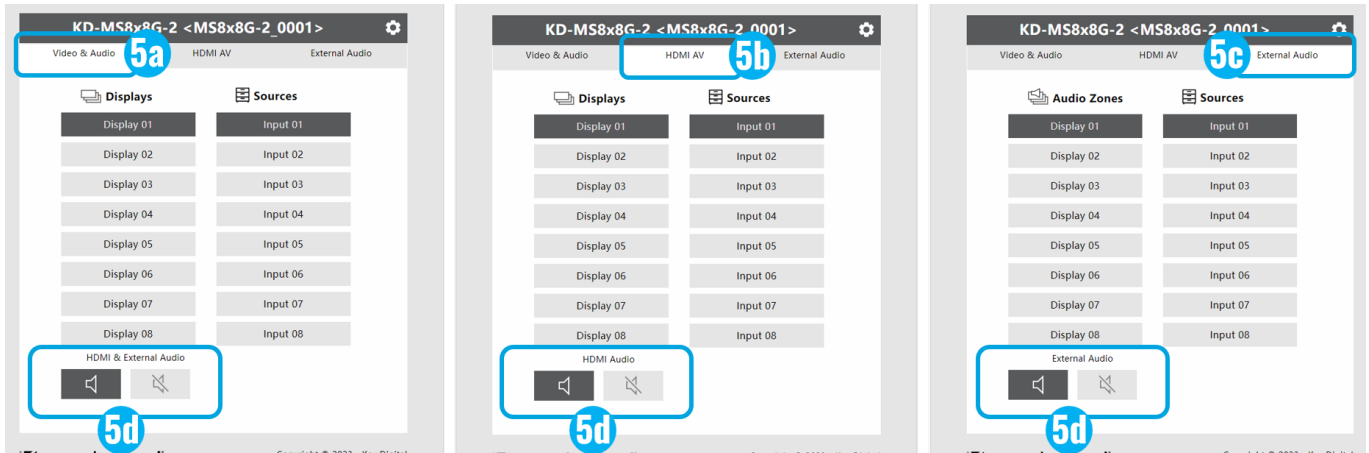 KD-MS8x8G-2 <MS8x8G-2_0001>
Video & Audio
5a
HDMI AV
External Audio
Displays
Sources
Display 01
Input 01
Display 02
Input 02
Display 03
Input 03
Display 04
Input 04
Display 05
Input 05
Display 06
Input 06
Display 07
Input 07
Display 08
Input 08
HDMI & External Audio
5d
KD-MS8x8G-2 <MS8x8G-2_0001>
Video & Audio
HDMI AV
5b
External Audio
Displays
Sources
Display 01
Input 01
Display 02
Input 02
Display 03
Input 03
Display 04
Input 04
Display 05
Input 05
Display 06
Input 06
Display 07
Input 07
Display 08
Input 08
HDMI Audio
5d
KD-MS8x8G-2 <MS8x8G-2_0001>
Video & Audio
HDMI AV
5c
External Audio
Audio Zones
Sources
Display 01
Input 01
Display 02
Input 02
Display 03
Input 03
Display 04
Input 04
Display 05
Input 05
Display 06
Input 06
Display 07
Input 07
Display 08
Input 08
External Audio
5d